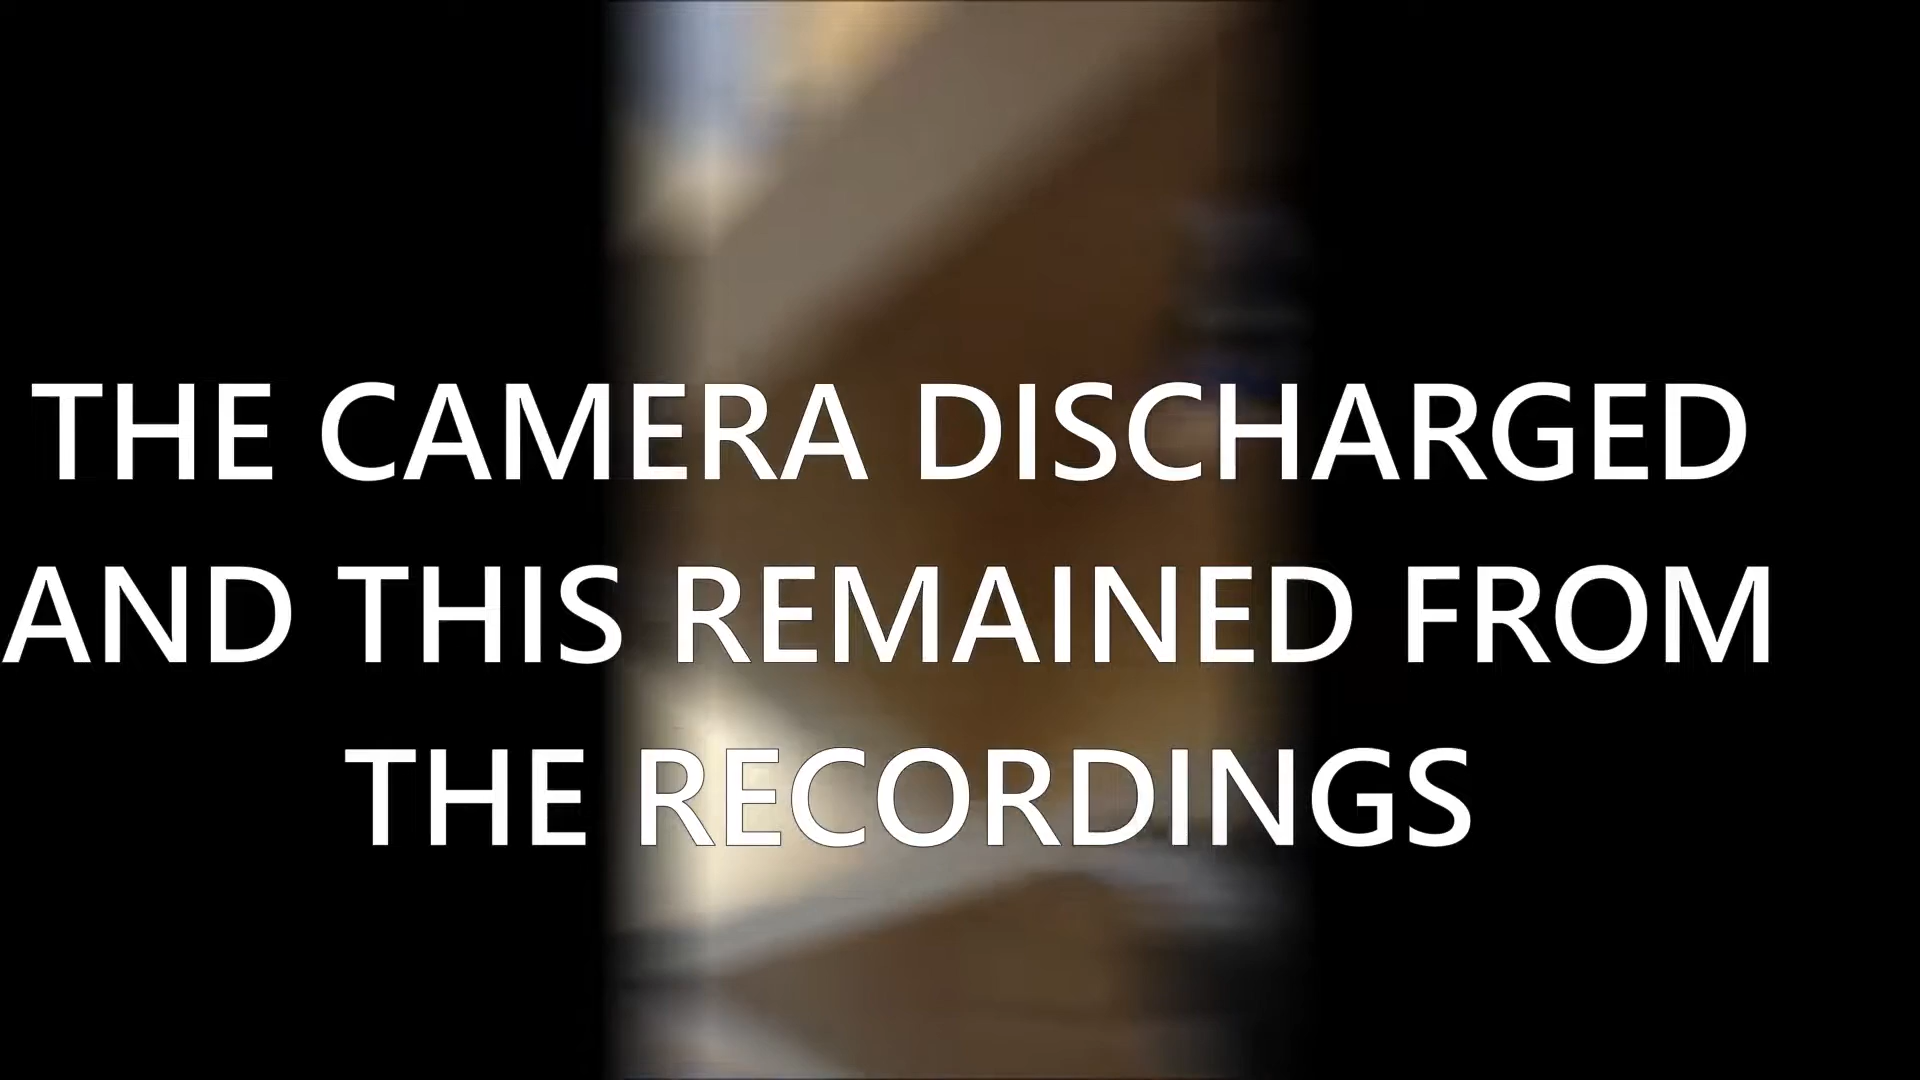 THE CAMERA DISCHARGED
AND THIS REMAINED FROM
THE RECORDINGS